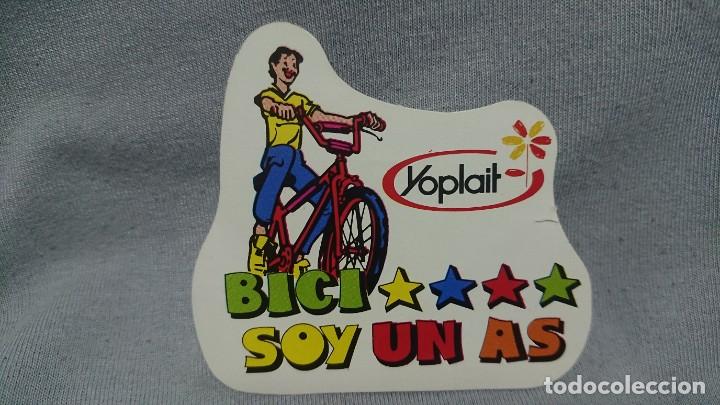 Yoplait
BICI
SOY UN AS
todocoleccion